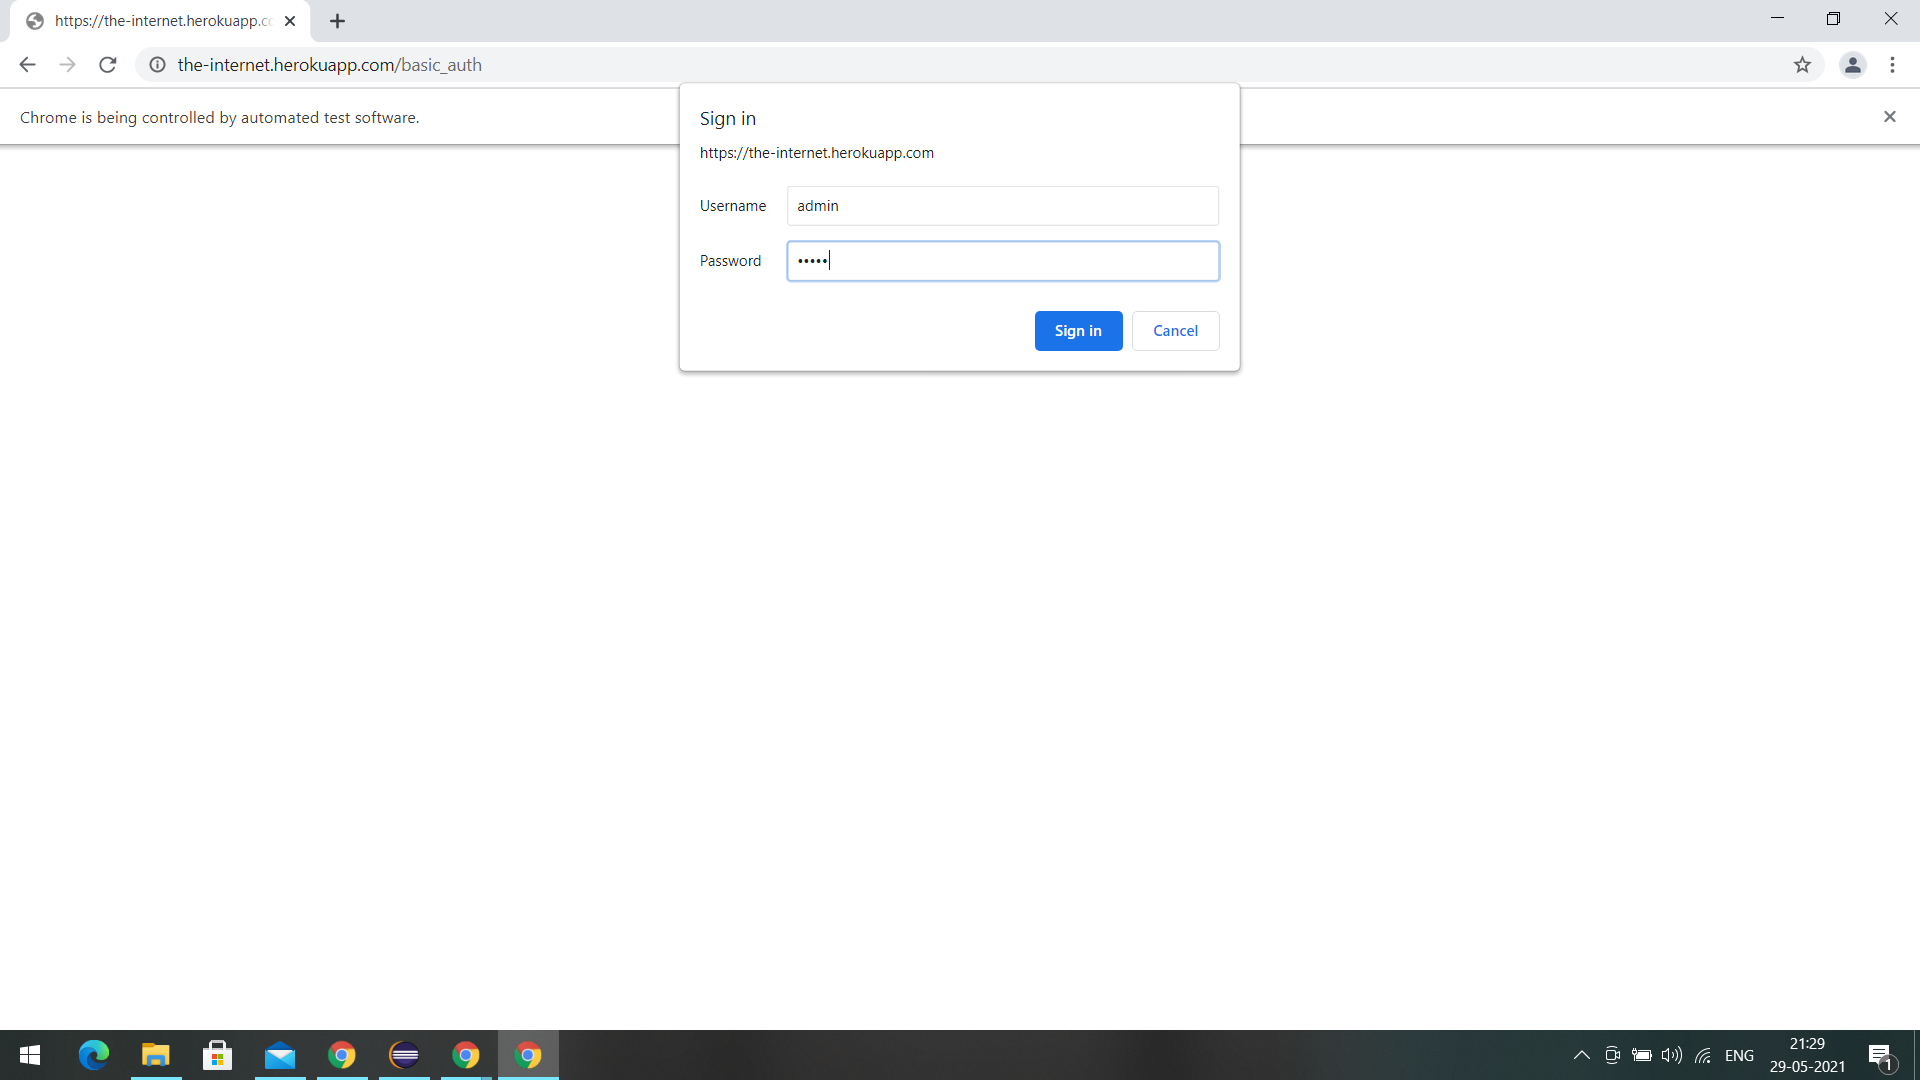 https://the-internet.herokuapp.co
the-internet.herokuapp.com/basic_auth
Chrome is being controlled by automated test software.
Sign in
https://the-internet.herokuapp.com
Username admin
Password •••••
Sign in Cancel
ENG
21:29
29-05-2021
1